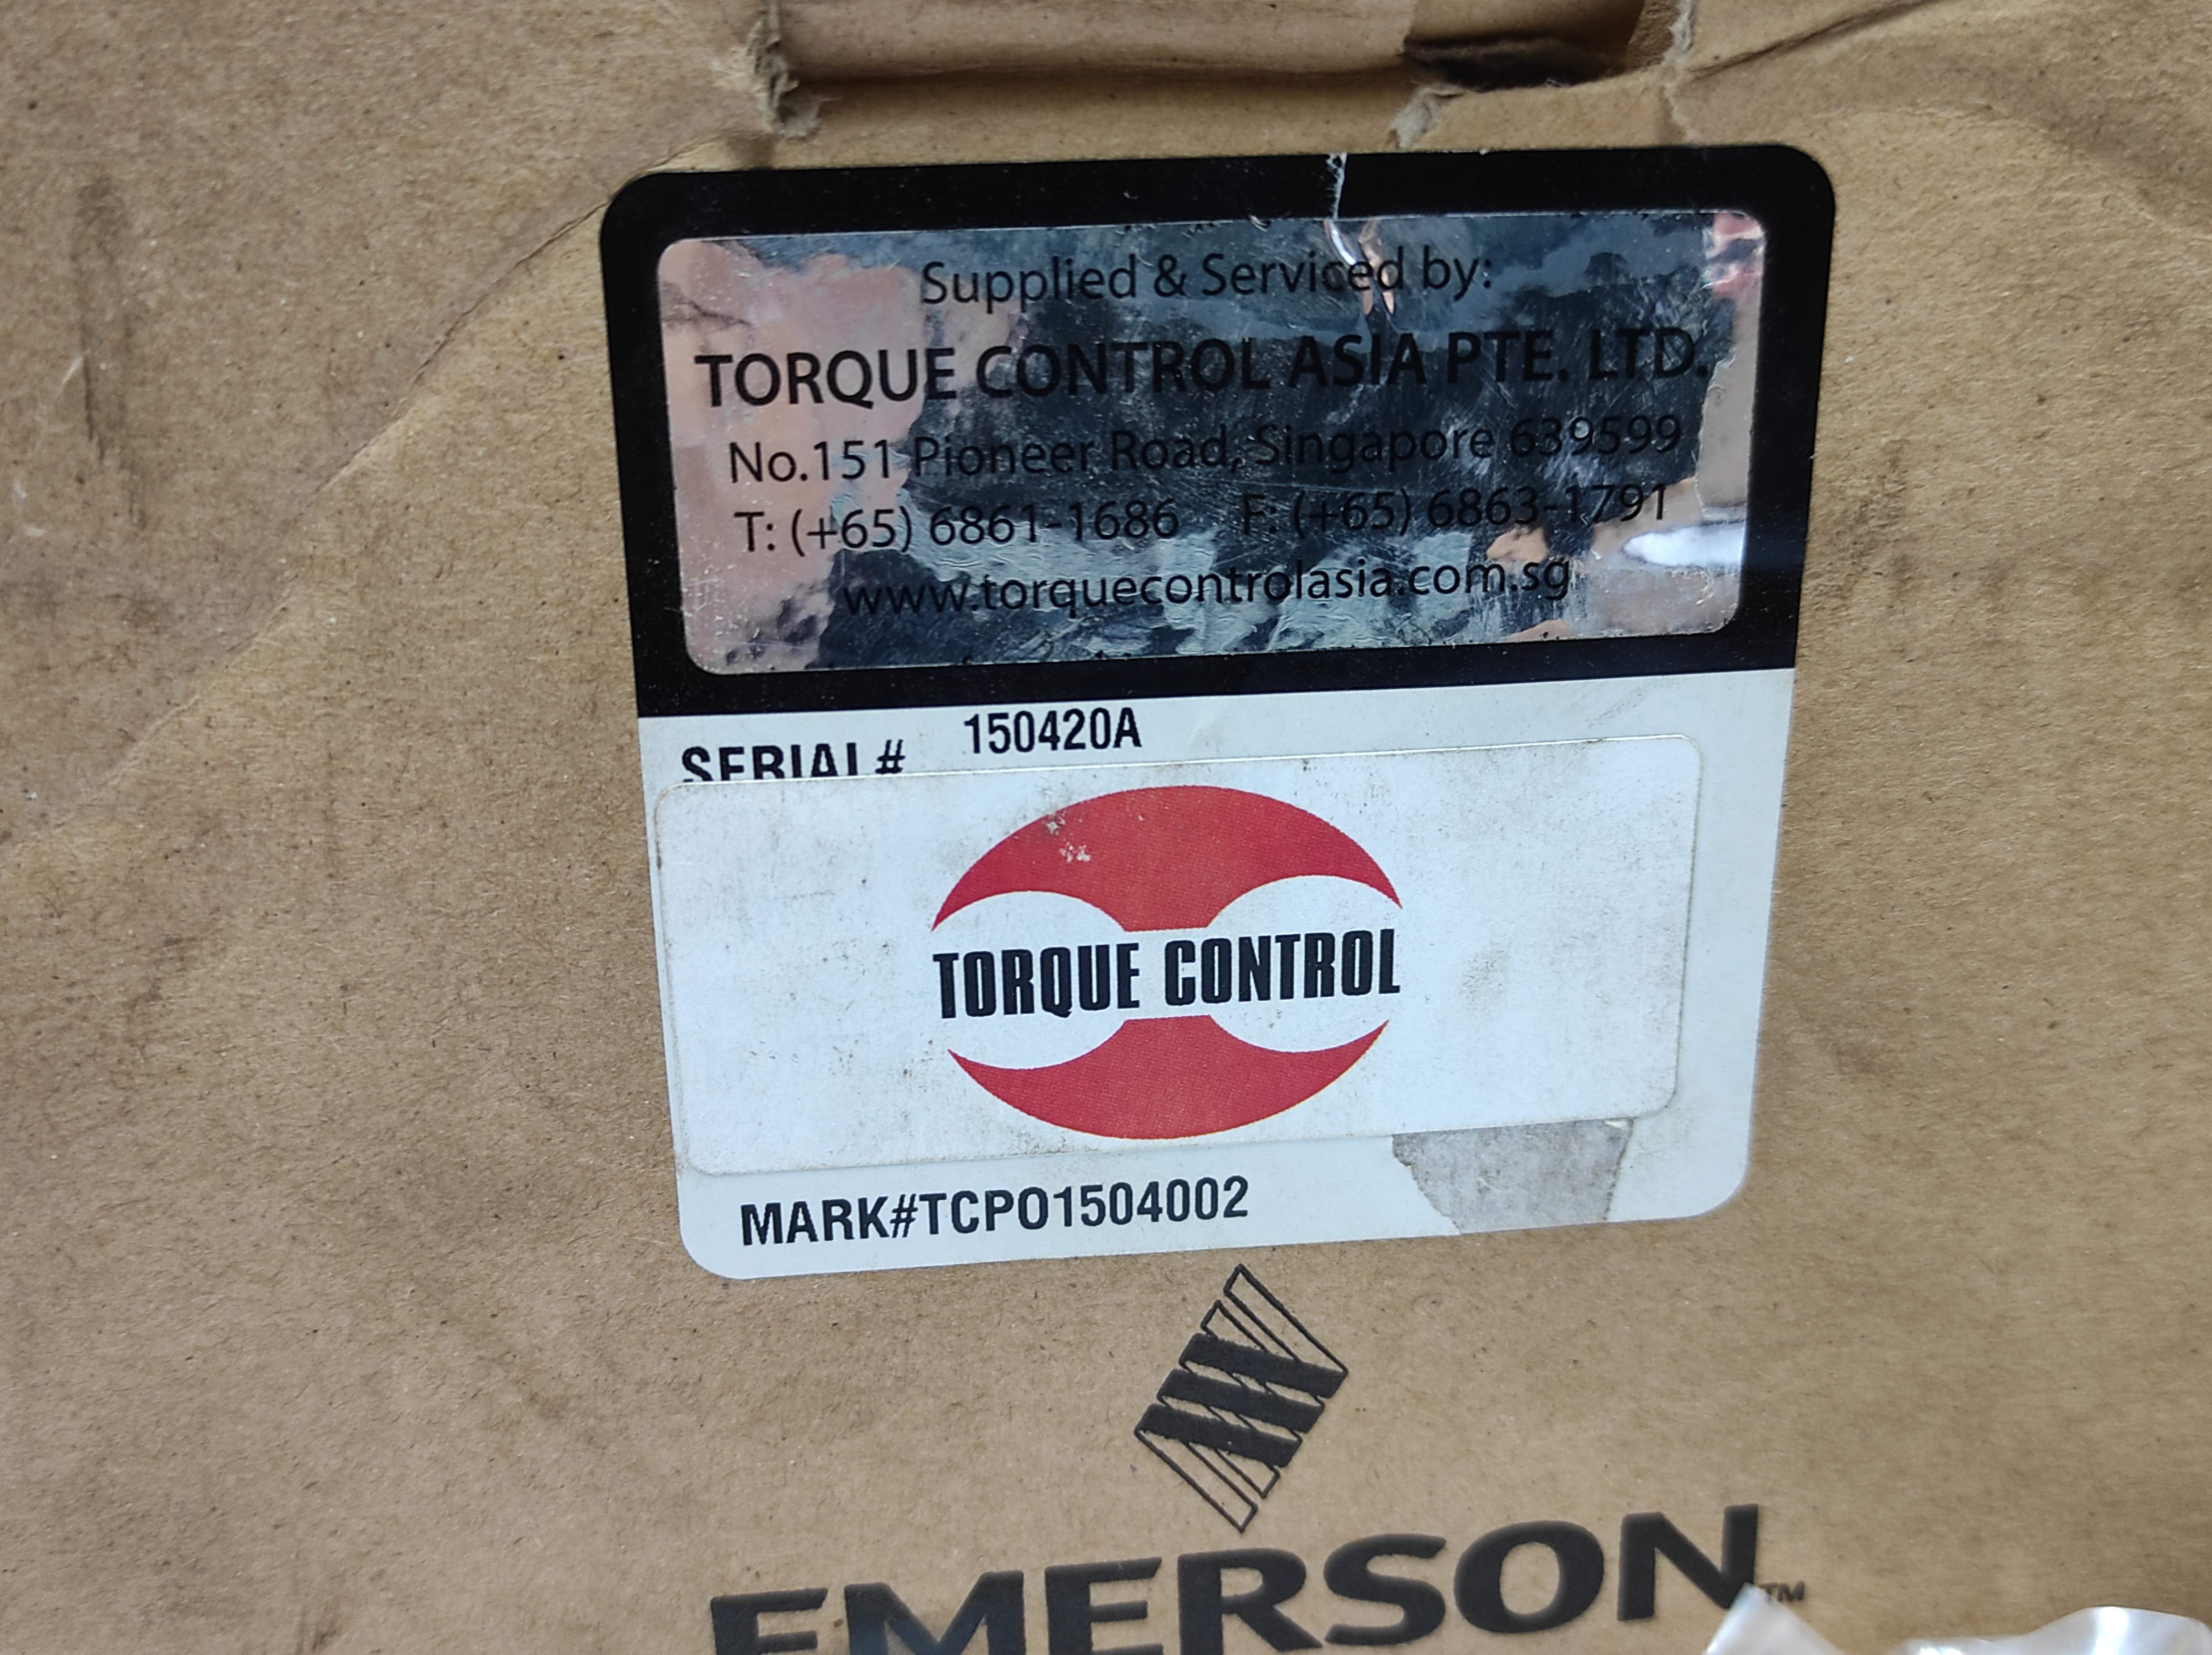 Supplied & Serviced by:
TORQUE CONTROL ASIA PTE. LTD.
No.151 Pioneer Road, Singapore 639599
T: (+65) 6861-1686 F: (+65) 6863-1791
www.torquecontrolasia.com.sg
SERIAL# 150420A
TORQUE CONTROL
MARK#TCPO1504002
EMERSON™